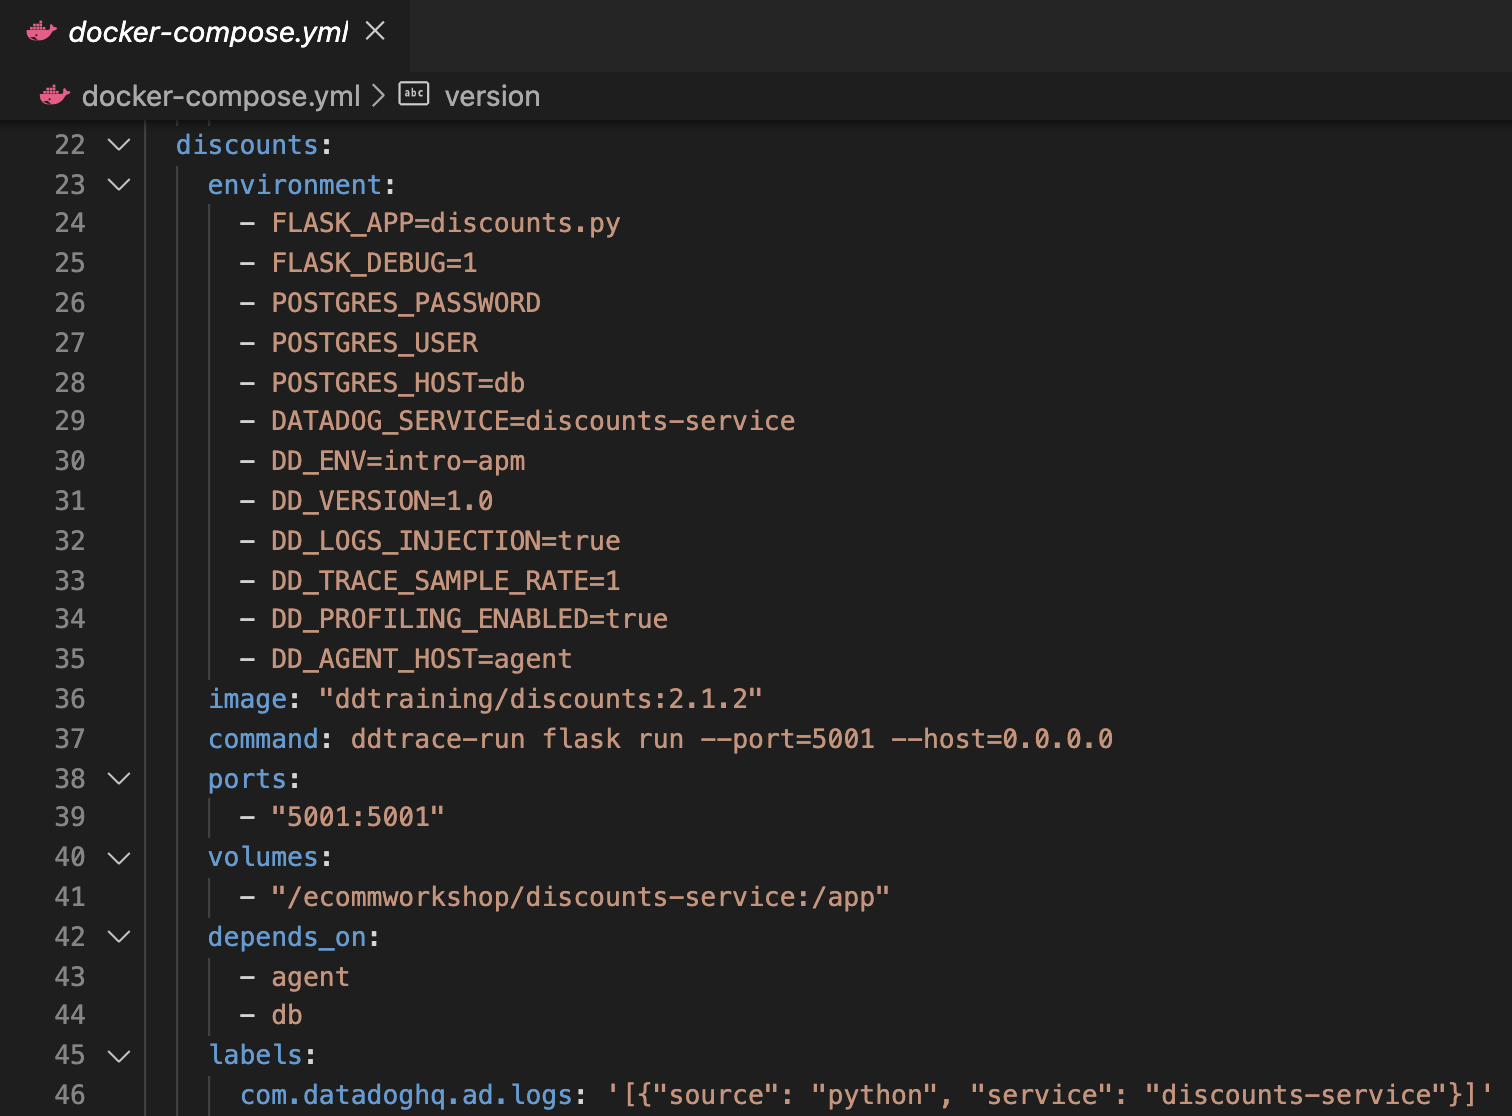 docker-compose.yml
docker-compose.yml > abc version
22 discounts:
23 environment:
24 - FLASK_APP=discounts.py
25 - FLASK_DEBUG=1
26 - POSTGRES_PASSWORD
27 - POSTGRES_USER
28 - POSTGRES_HOST=db
29 - DATADOG_SERVICE=discounts-service
30 - DD_ENV=intro-apm
31 - DD_VERSION=1.0
32 - DD_LOGS_INJECTION=true
33 - DD_TRACE_SAMPLE_RATE=1
34 - DD_PROFILING_ENABLED=true
35 - DD_AGENT_HOST=agent
36 image: "ddtraining/discounts:2.1.2"
37 command: ddtrace-run flask run --port=5001 --host=0.0.0.0
38 ports:
39 - "5001:5001"
40 volumes:
41 - "/ecommworkshop/discounts-service:/app"
42 depends_on:
43 - agent
44 - db
45 labels:
46 com.datadoghq.ad.logs: '[{"source": "python", "service": "discounts-service"}]'